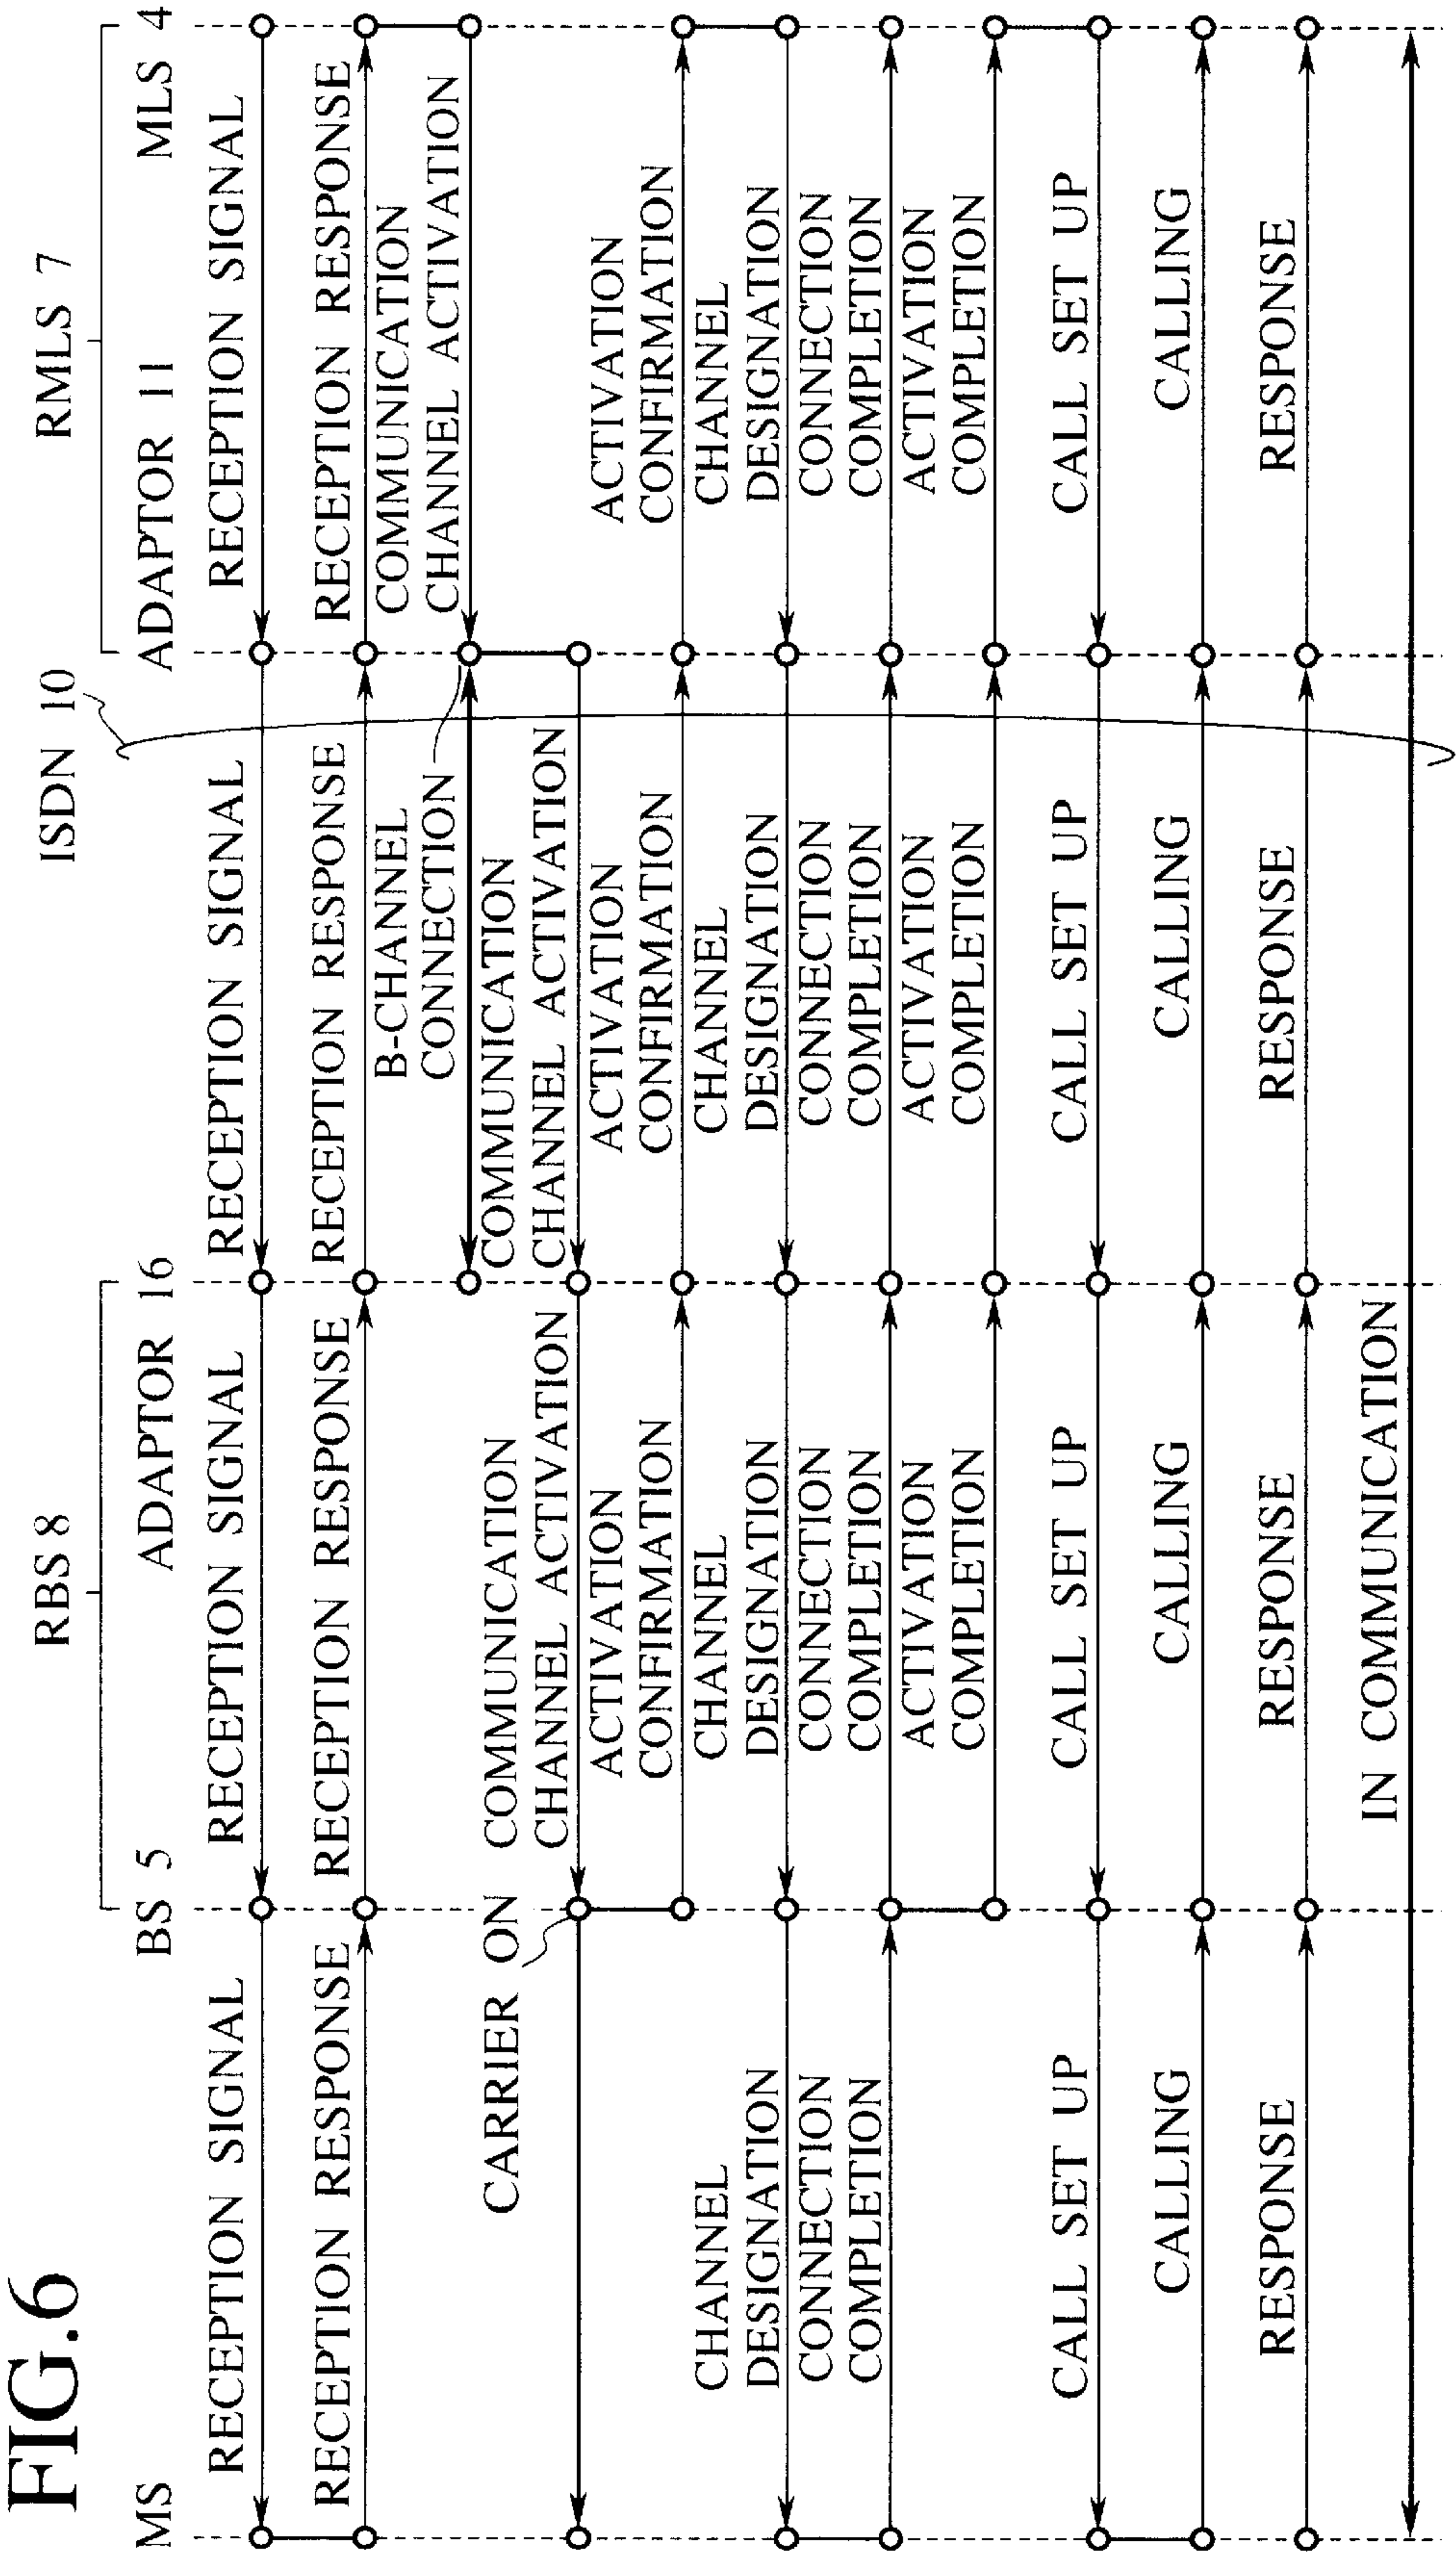 FIG.6
RBS 8
ISDN 10
RMLS 7
MS
BS 5
ADAPTOR 16
ADAPTOR 11
MLS 4
RECEPTION SIGNAL
RECEPTION SIGNAL
RECEPTION SIGNAL
RECEPTION SIGNAL
RECEPTION RESPONSE
RECEPTION RESPONSE
RECEPTION RESPONSE
RECEPTION RESPONSE
B-CHANNEL
CONNECTION
COMMUNICATION
CHANNEL ACTIVATION
CARRIER ON
COMMUNICATION
CHANNEL ACTIVATION
COMMUNICATION
CHANNEL ACTIVATION
ACTIVATION
CONFIRMATION
ACTIVATION
CONFIRMATION
ACTIVATION
CONFIRMATION
CHANNEL
DESIGNATION
CHANNEL
DESIGNATION
CHANNEL
DESIGNATION
CHANNEL
DESIGNATION
CONNECTION
COMPLETION
CONNECTION
COMPLETION
CONNECTION
COMPLETION
CONNECTION
COMPLETION
ACTIVATION
COMPLETION
ACTIVATION
COMPLETION
ACTIVATION
COMPLETION
CALL SET UP
CALL SET UP
CALL SET UP
CALL SET UP
CALLING
CALLING
CALLING
CALLING
RESPONSE
RESPONSE
RESPONSE
RESPONSE
IN COMMUNICATION